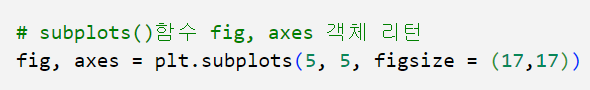 # subplots()함수 fig, axes 객체 리턴
fig, axes = plt.subplots(5, 5, figsize = (17,17))